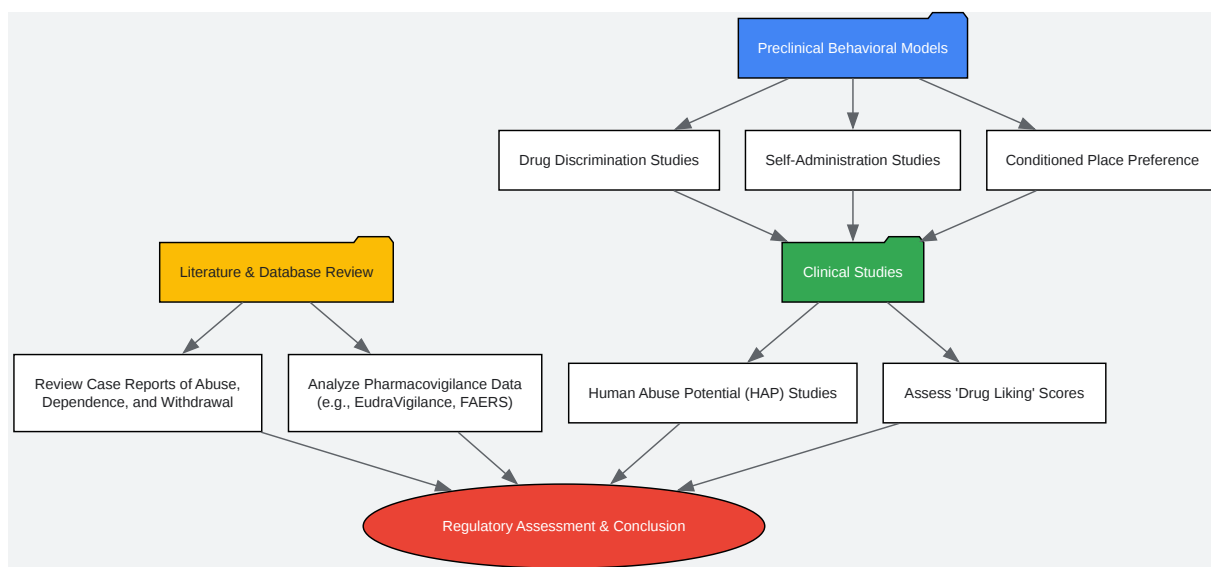 Preclinical Behavioral Models
Drug Discrimination Studies
Self-Administration Studies
Conditioned Place Preference
Literature & Database Review
Clinical Studies
Review Case Reports of Abuse,
Dependence, and Withdrawal
Analyze Pharmacovigilance Data
(e.g., EudraVigilance, FAERS)
Human Abuse Potential (HAP) Studies
Assess 'Drug Liking' Scores
Regulatory Assessment & Conclusion